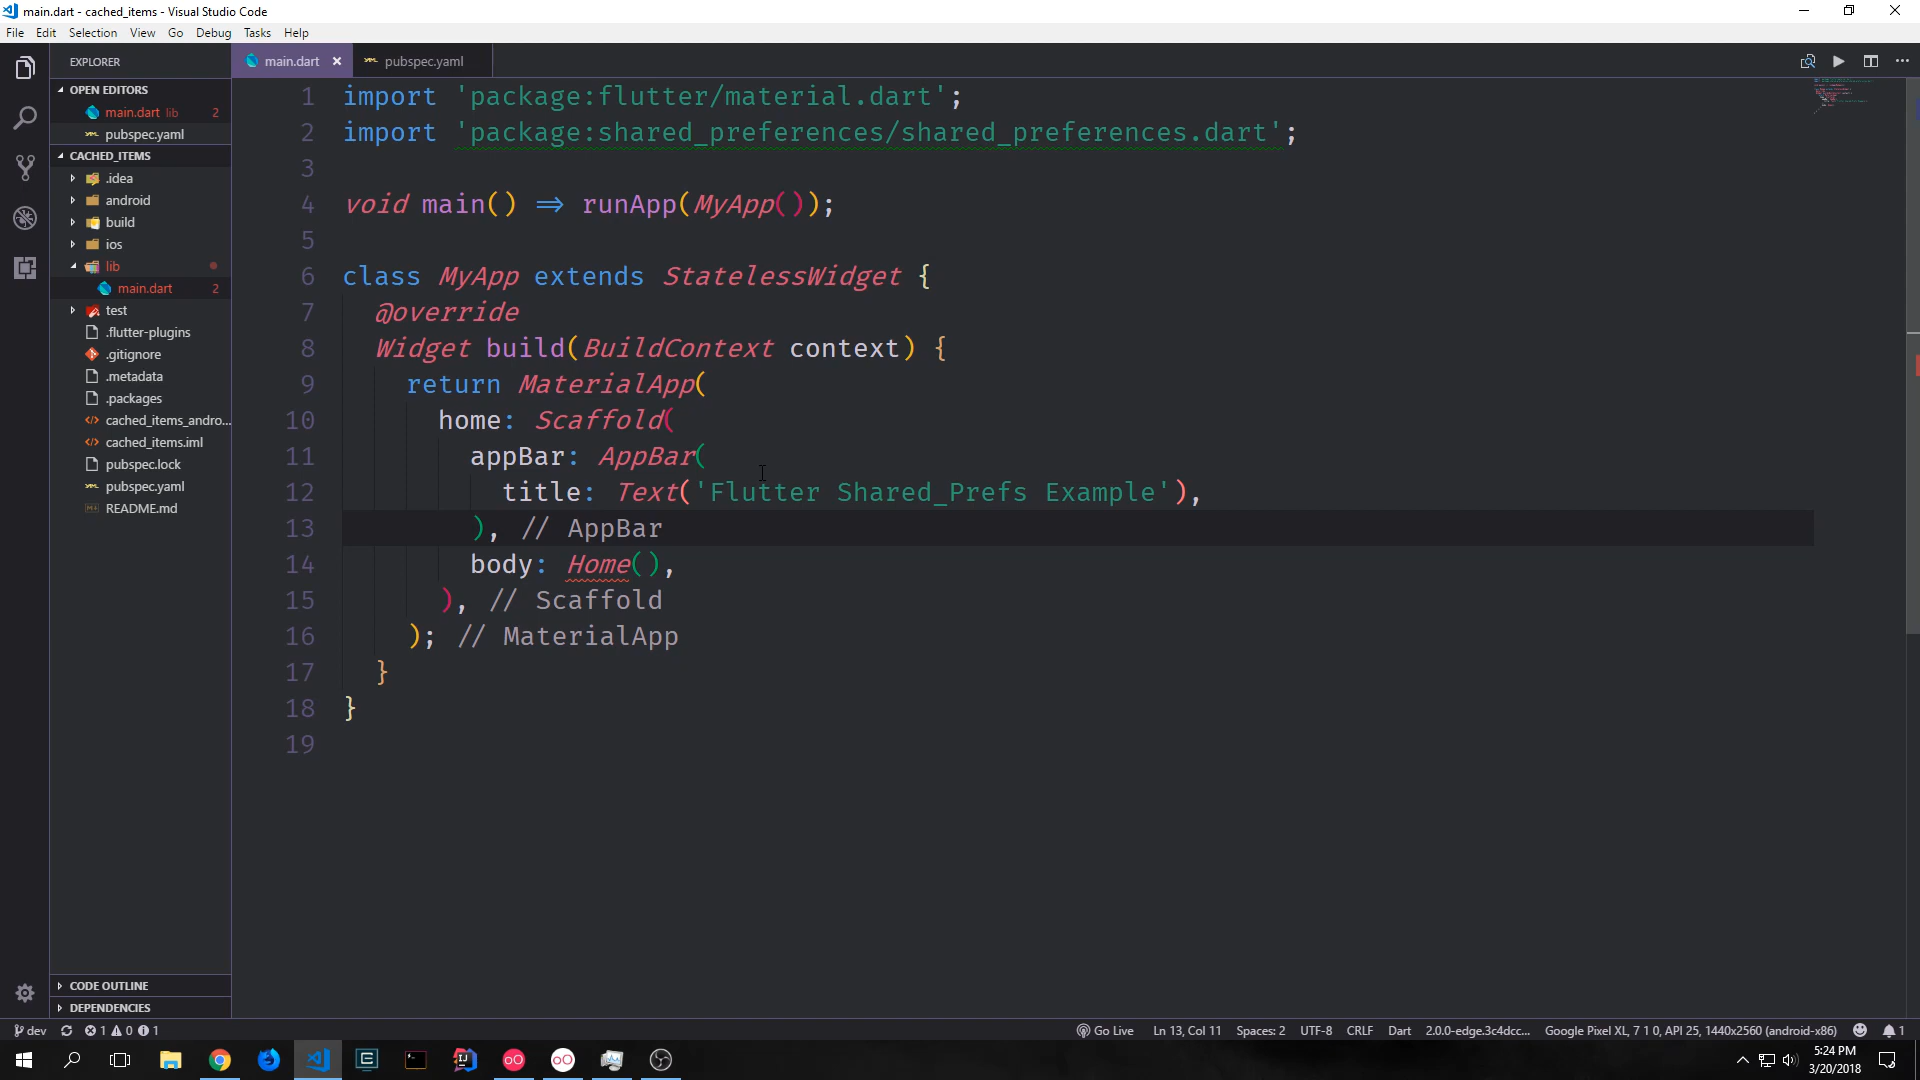 main.dart - cached_items - Visual Studio Code
File Edit Selection View Go Debug Tasks Help
EXPLORER
OPEN EDITORS
main.dart lib 2
pubspec.yaml
CACHED_ITEMS
.idea
android
build
ios
lib
main.dart 2
test
.flutter-plugins
.gitignore
.metadata
.packages
cached_items_andro...
cached_items.iml
pubspec.lock
pubspec.yaml
README.md
CODE OUTLINE
DEPENDENCIES
main.dart pubspec.yaml
1 import 'package:flutter/material.dart';
2 import 'package:shared_preferences/shared_preferences.dart';
3
4 void main() => runApp(MyApp());
5
6 class MyApp extends StatelessWidget {
7 @override
8 Widget build(BuildContext context) {
9 return MaterialApp(
10 home: Scaffold(
11 appBar: AppBar(
12 title: Text('Flutter Shared_Prefs Example'),
13 ), // AppBar
14 body: Home(),
15 ), // Scaffold
16 ); // MaterialApp
17 }
18 }
19
dev 1 0 1 Go Live Ln 13, Col 11 Spaces: 2 UTF-8 CRLF Dart 2.0.0-edge.3c4dcc... Google Pixel XL, 7 1 0, API 25, 1440x2560 (android-x86) 1
5:24 PM
3/20/2018